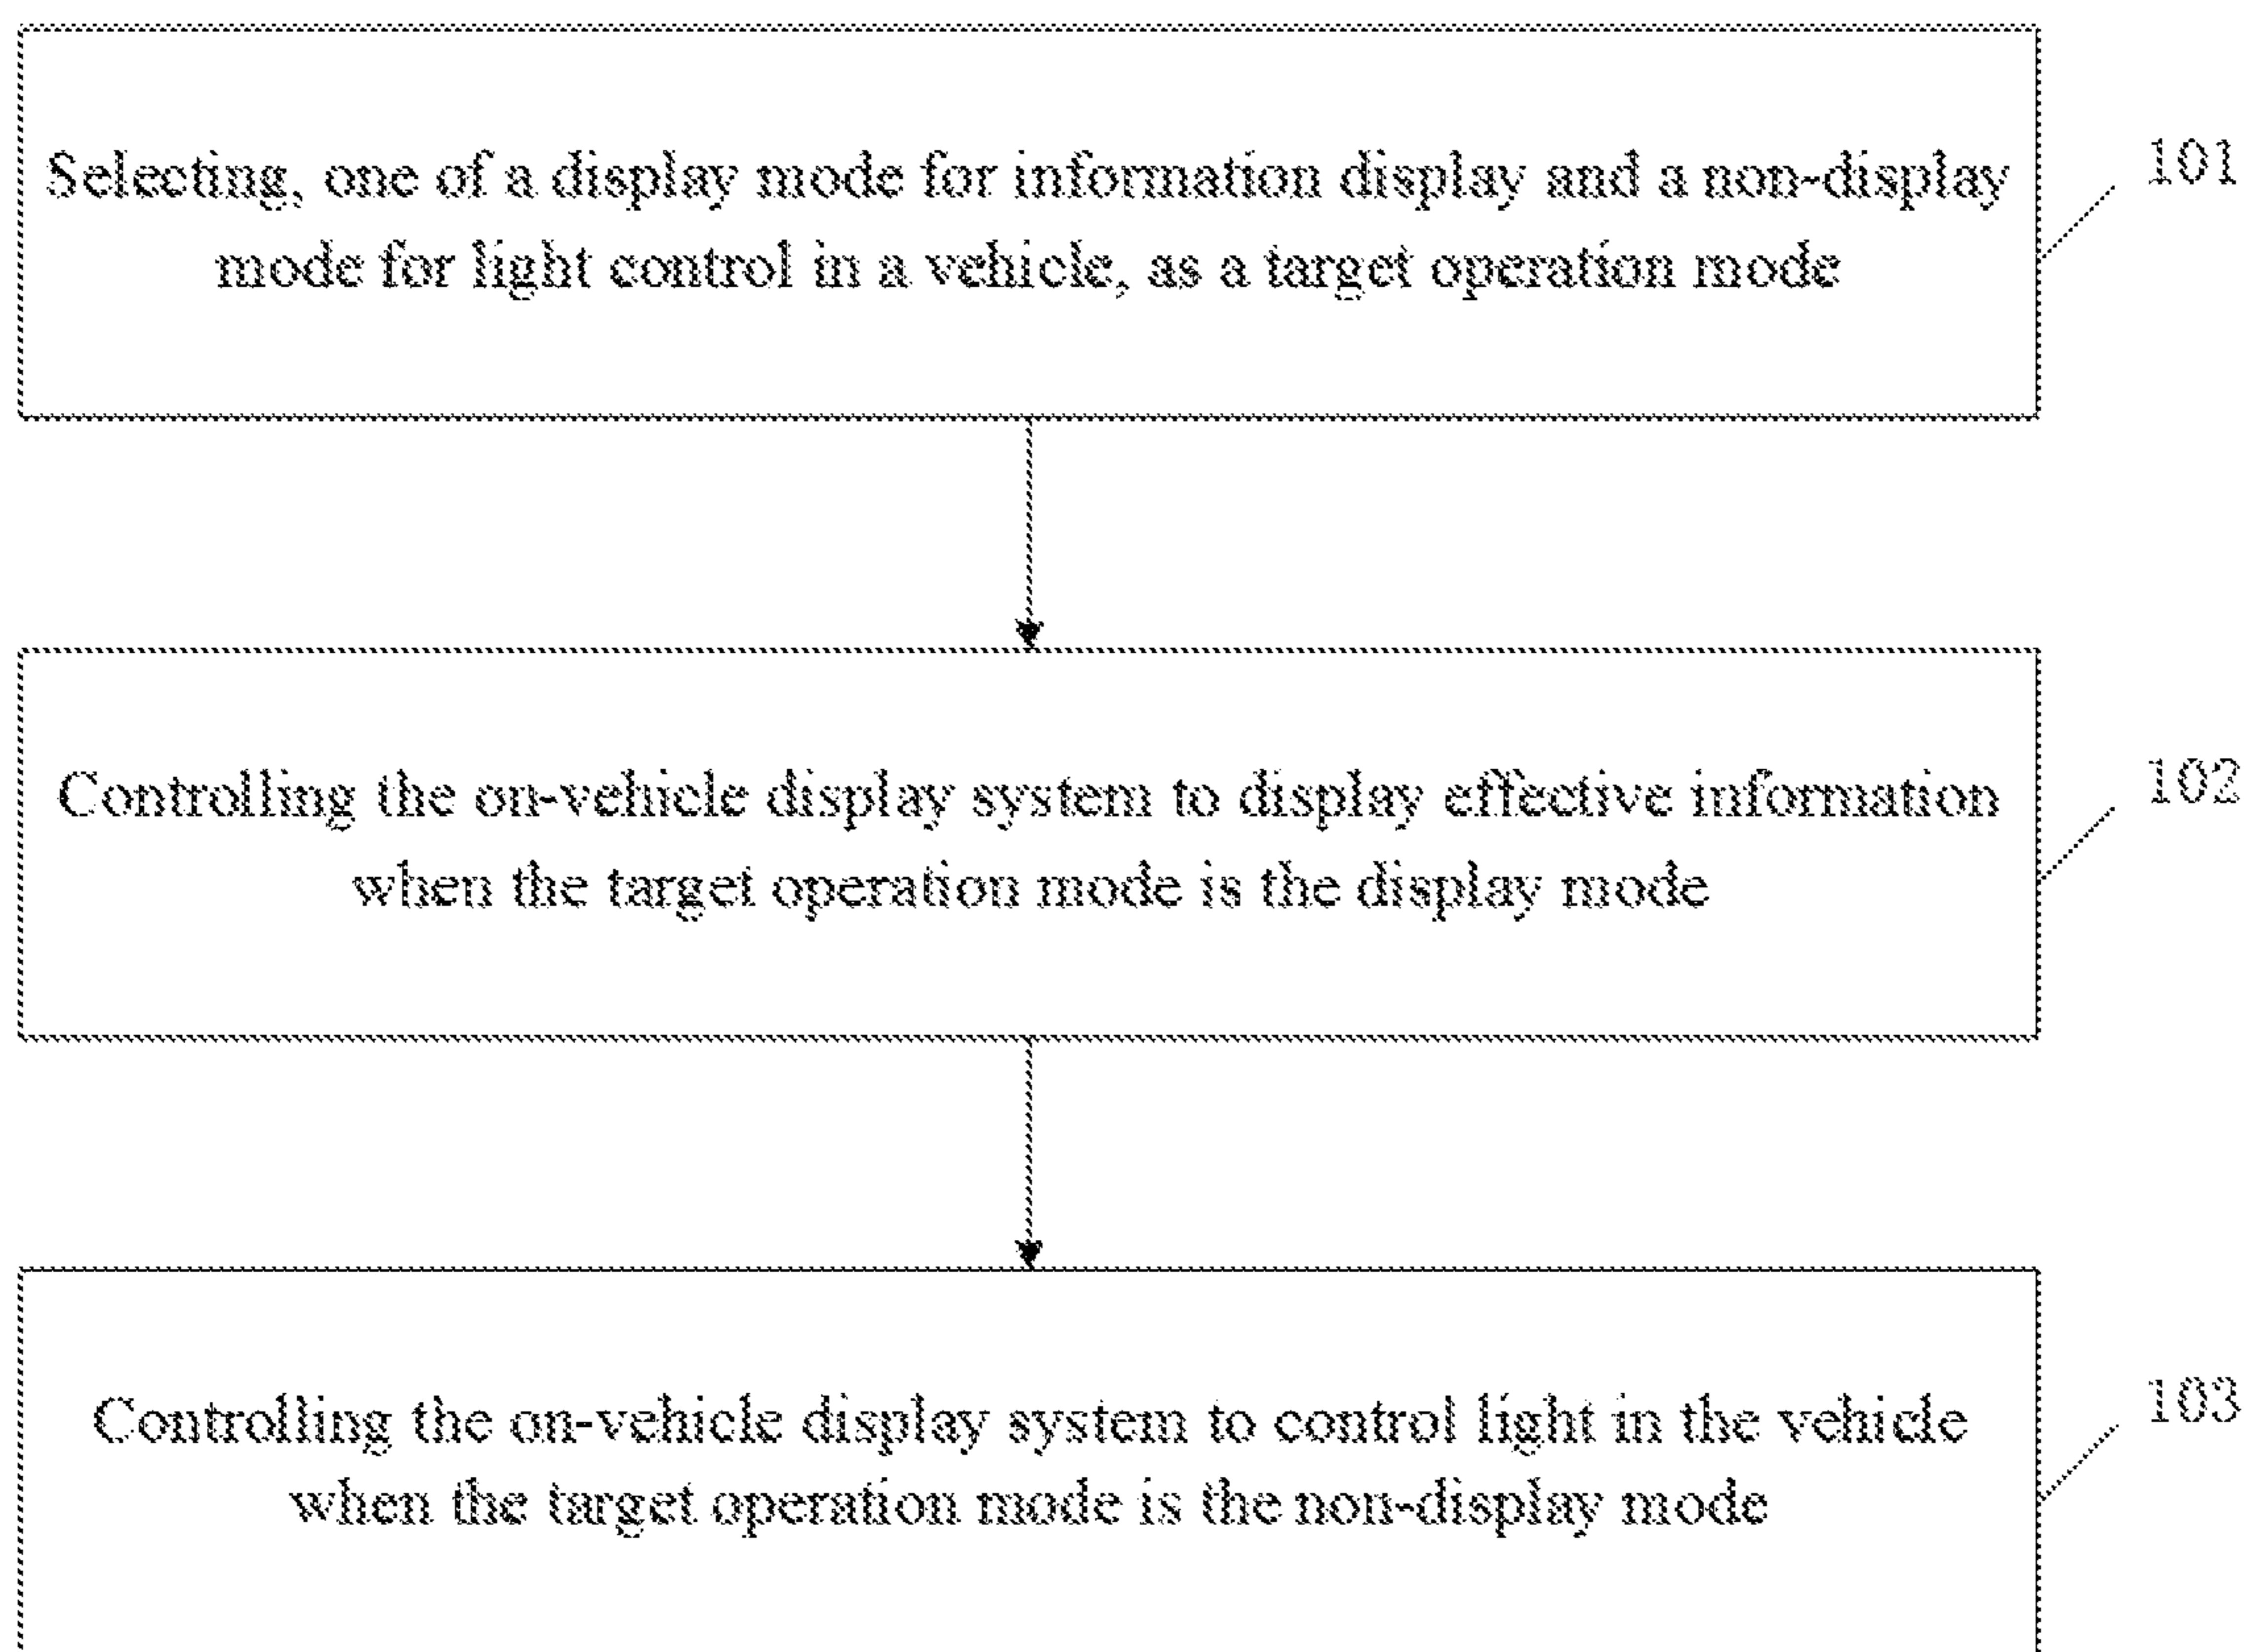 Selecting, one of a display mode for information display and a non-display
mode for light control in a vehicle, as a target operation mode
101
Controlling the on-vehicle display system to display effective information
when the target operation mode is the display mode
102
Controlling the on-vehicle display system to control light in the vehicle
when the target operation mode is the non-display mode
103